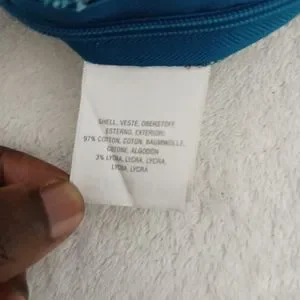 SHELL, VESTE, OBERSTOFF
ESTERNO, EXTERIOR:
97% COTTON, COTON, BAUMWOLLE,
COTONE, ALGODÓN
3% LYCRA, LYCRA, LYCRA,
LYCRA, LYCRA